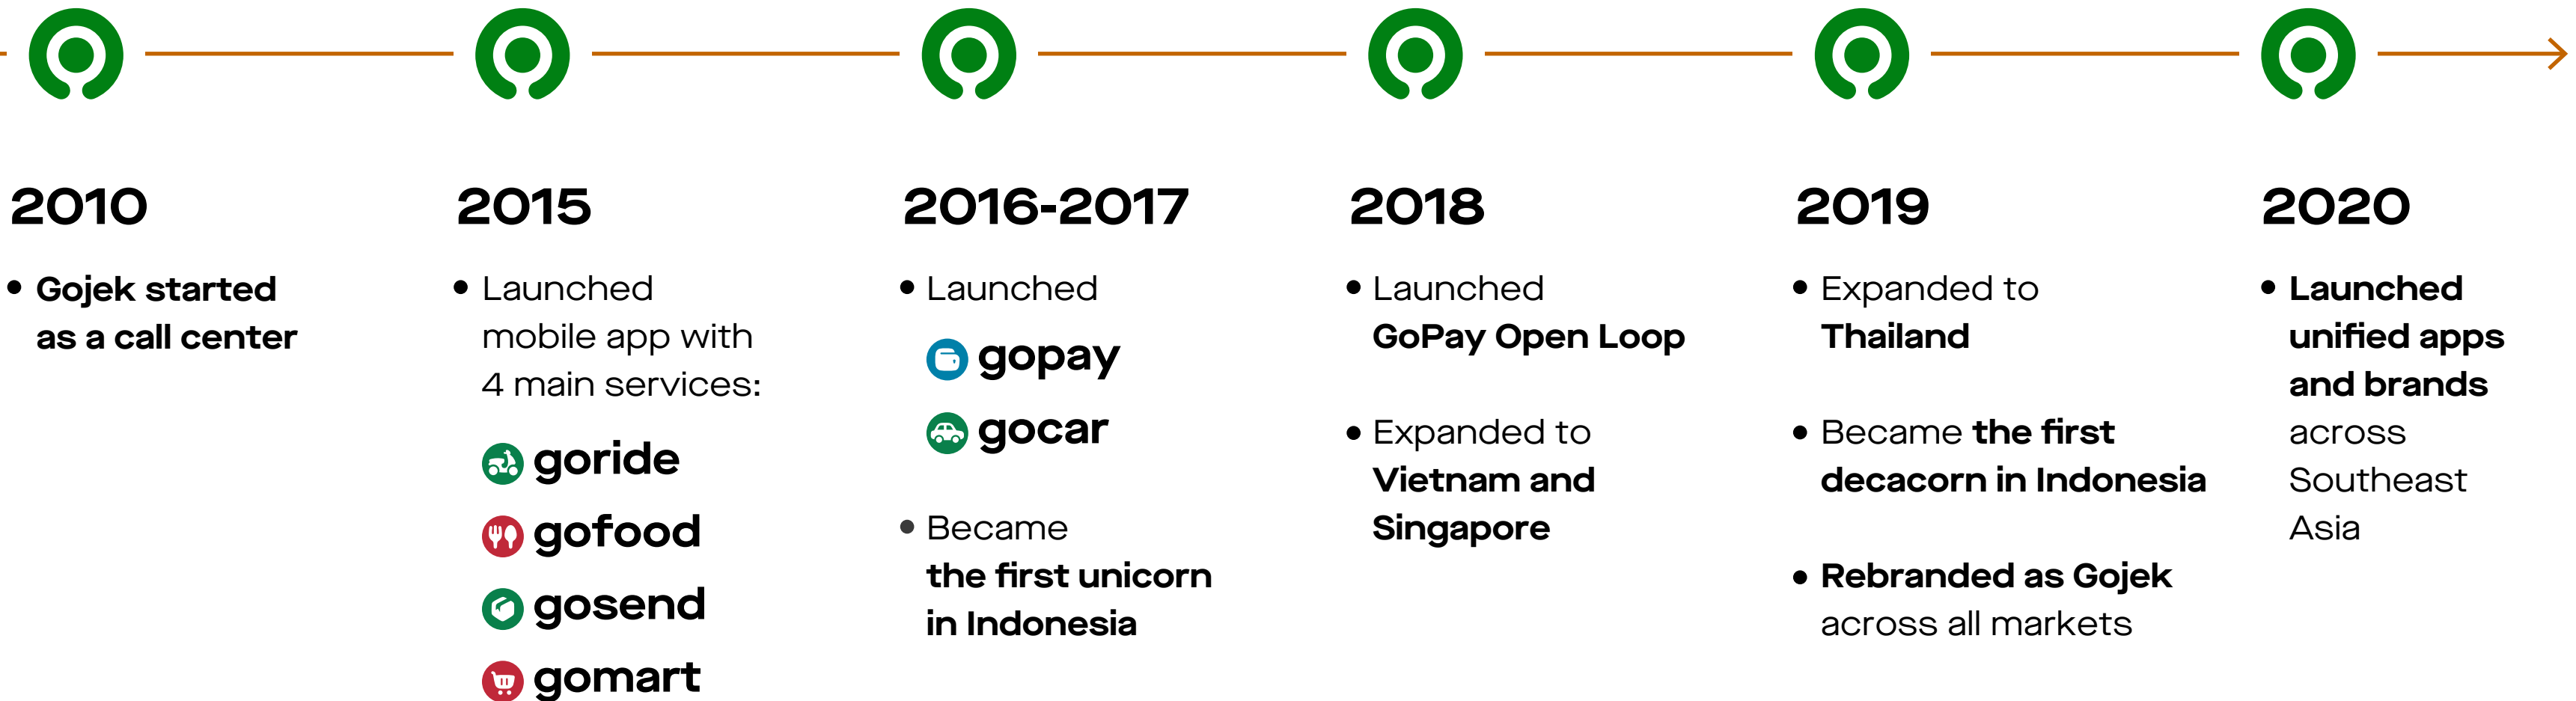 2010
• Gojek started
as a call center
2015
• Launched
mobile app with
4 main services:
goride
gofood
gosend
gomart
2016-2017
• Launched
gopay
gocar
• Became
the first unicorn
in Indonesia
2018
• Launched
GoPay Open Loop
• Expanded to
Vietnam and
Singapore
2019
• Expanded to
Thailand
• Became the first
decacorn in Indonesia
• Rebranded as Gojek
across all markets
2020
• Launched
unified apps
and brands
across
Southeast
Asia